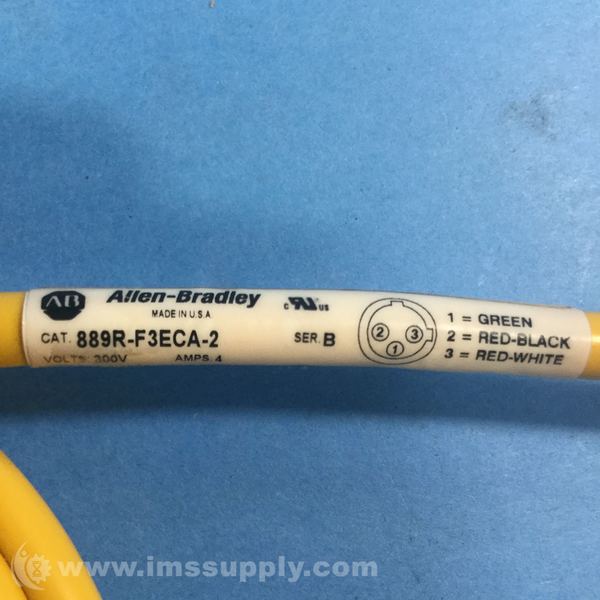 AB
Allen-Bradley
MADE IN U.S.A
CAT. 889R-F3ECA-2
VOLTS: 300V AMPS. 4
c UR US
SER. B
2 3
1
1 = GREEN
2 = RED-BLACK
3 = RED-WHITE
www.imssupply.com